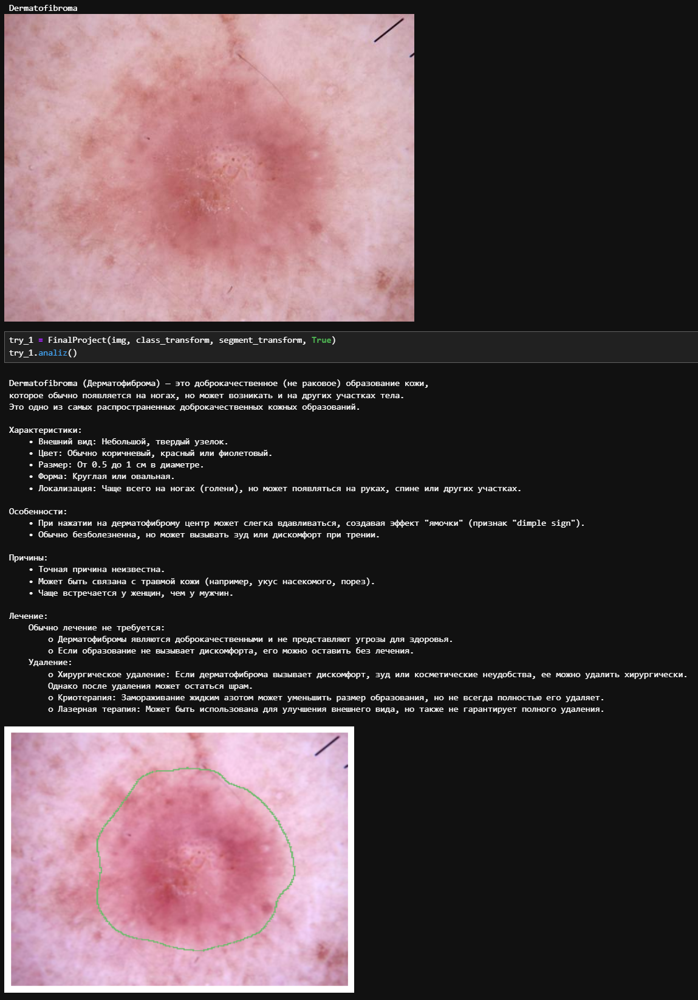 Dermatofibroma
try_1 = FinalProject(img, class_transform, segment_transform, True)
try_1.analiz()
Dermatofibroma (Дерматофиброма) — это доброкачественное (не раковое) образование кожи,
которое обычно появляется на ногах, но может возникать и на других участках тела.
Это одно из самых распространенных доброкачественных кожных образований.
Характеристики:
• Внешний вид: Небольшой, твердый узелок.
• Цвет: Обычно коричневый, красный или фиолетовый.
• Размер: От 0.5 до 1 см в диаметре.
• Форма: Круглая или овальная.
• Локализация: Чаще всего на ногах (голени), но может появляться на руках, спине или других участках.
Особенности:
• При нажатии на дерматофиброму центр может слегка вдавливаться, создавая эффект "ямочки" (признак "dimple sign").
• Обычно безболезненна, но может вызывать зуд или дискомфорт при трении.
Причины:
• Точная причина неизвестна.
• Может быть связана с травмой кожи (например, укус насекомого, порез).
• Чаще встречается у женщин, чем у мужчин.
Лечение:
Обычно лечение не требуется:
o Дерматофибромы являются доброкачественными и не представляют угрозы для здоровья.
o Если образование не вызывает дискомфорта, его можно оставить без лечения.
Удаление:
o Хирургическое удаление: Если дерматофиброма вызывает дискомфорт, зуд или косметические неудобства, ее можно удалить хирургически.
Однако после удаления может остаться шрам.
o Криотерапия: Замораживание жидким азотом может уменьшить размер образования, но не всегда полностью его удаляет.
o Лазерная терапия: Может быть использована для улучшения внешнего вида, но также не гарантирует полного удаления.